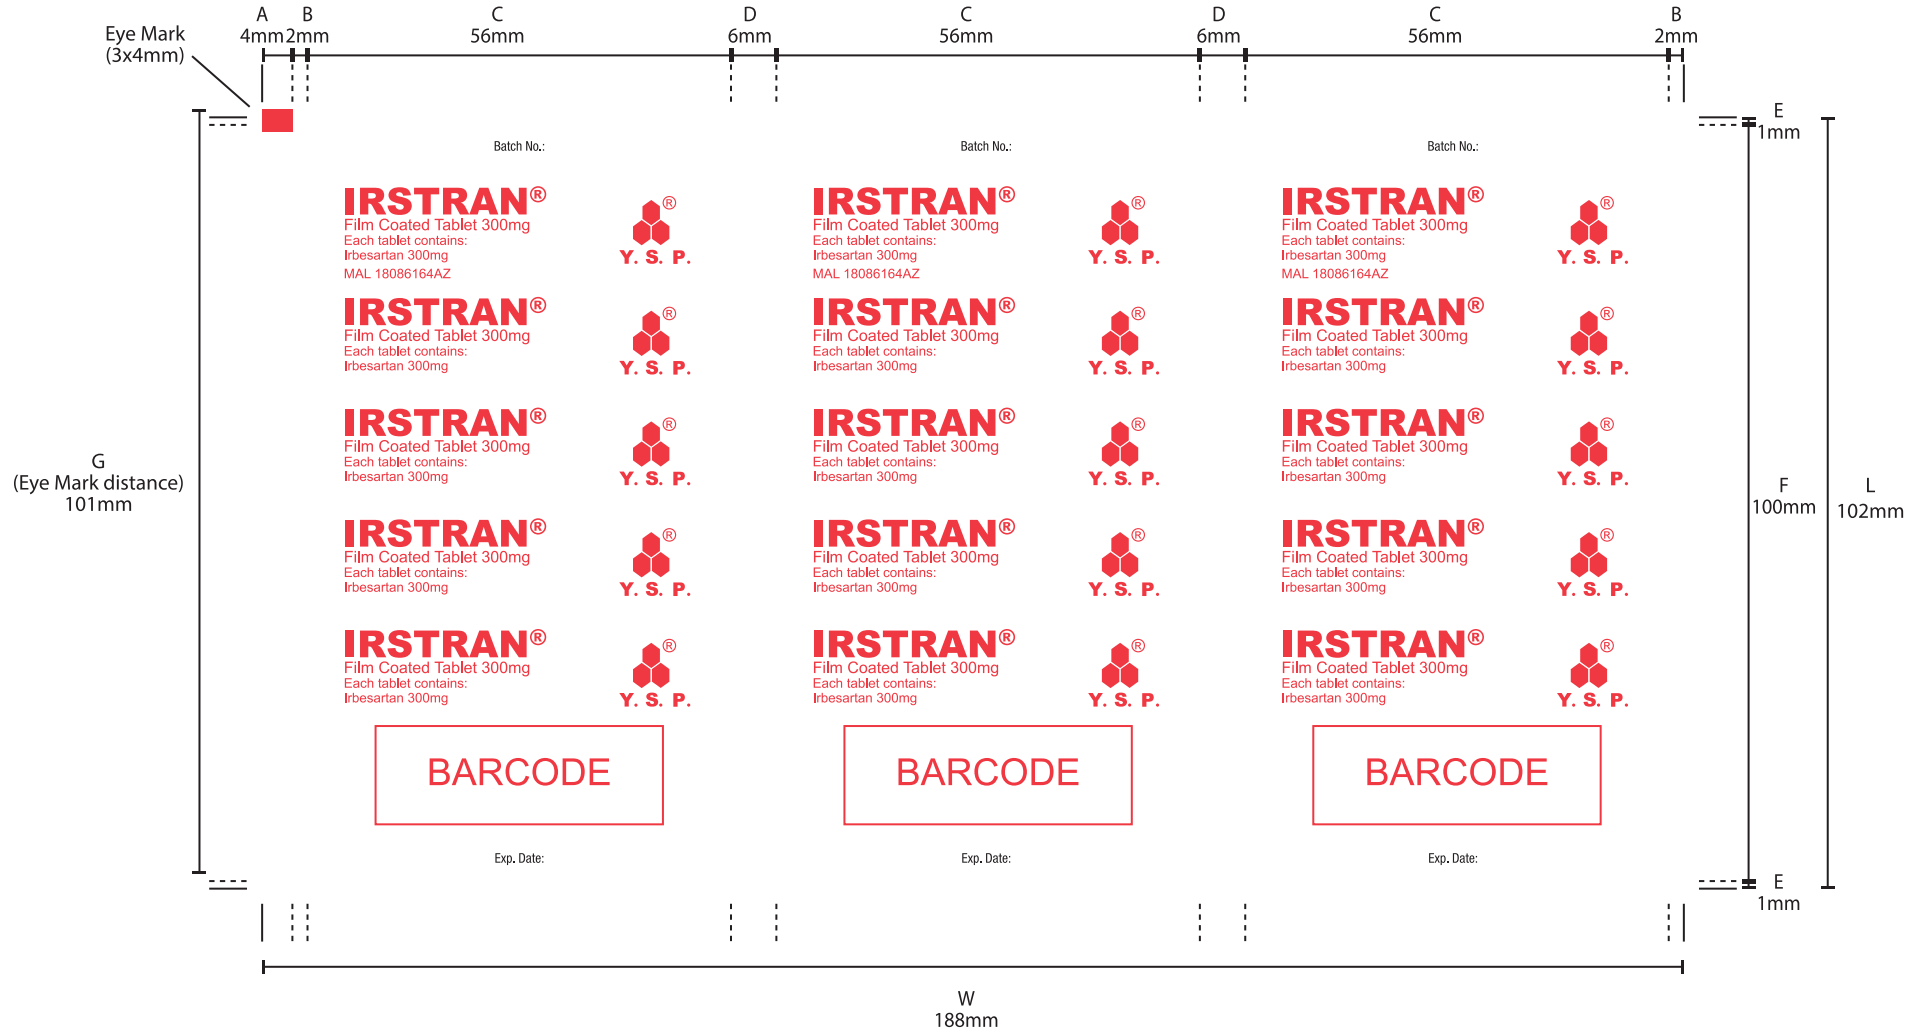 A B C D C D C B
4mm 2mm 56mm 6mm 56mm 6mm 56mm 2mm
Eye Mark
(3x4mm)
E
1mm
Batch No.: Batch No.: Batch No.:
IRSTRAN® IRSTRAN® IRSTRAN®
Film Coated Tablet 300mg Film Coated Tablet 300mg Film Coated Tablet 300mg
Each tablet contains: Each tablet contains: Each tablet contains:
Irbesartan 300mg Irbesartan 300mg Irbesartan 300mg
® ® ®
Y. S. P. Y. S. P. Y. S. P.
MAL 18086164AZ MAL 18086164AZ MAL 18086164AZ
IRSTRAN® IRSTRAN® IRSTRAN®
Film Coated Tablet 300mg Film Coated Tablet 300mg Film Coated Tablet 300mg
Each tablet contains: Each tablet contains: Each tablet contains:
Irbesartan 300mg Irbesartan 300mg Irbesartan 300mg
® ® ®
Y. S. P. Y. S. P. Y. S. P.
IRSTRAN® IRSTRAN® IRSTRAN®
Film Coated Tablet 300mg Film Coated Tablet 300mg Film Coated Tablet 300mg
Each tablet contains: Each tablet contains: Each tablet contains:
Irbesartan 300mg Irbesartan 300mg Irbesartan 300mg
® ® ®
Y. S. P. Y. S. P. Y. S. P.
G
(Eye Mark distance)
101mm
F
100mm
L
102mm
IRSTRAN® IRSTRAN® IRSTRAN®
Film Coated Tablet 300mg Film Coated Tablet 300mg Film Coated Tablet 300mg
Each tablet contains: Each tablet contains: Each tablet contains:
Irbesartan 300mg Irbesartan 300mg Irbesartan 300mg
® ® ®
Y. S. P. Y. S. P. Y. S. P.
IRSTRAN® IRSTRAN® IRSTRAN®
Film Coated Tablet 300mg Film Coated Tablet 300mg Film Coated Tablet 300mg
Each tablet contains: Each tablet contains: Each tablet contains:
Irbesartan 300mg Irbesartan 300mg Irbesartan 300mg
® ® ®
Y. S. P. Y. S. P. Y. S. P.
BARCODE BARCODE BARCODE
Exp. Date: Exp. Date: Exp. Date:
E
1mm
W
188mm